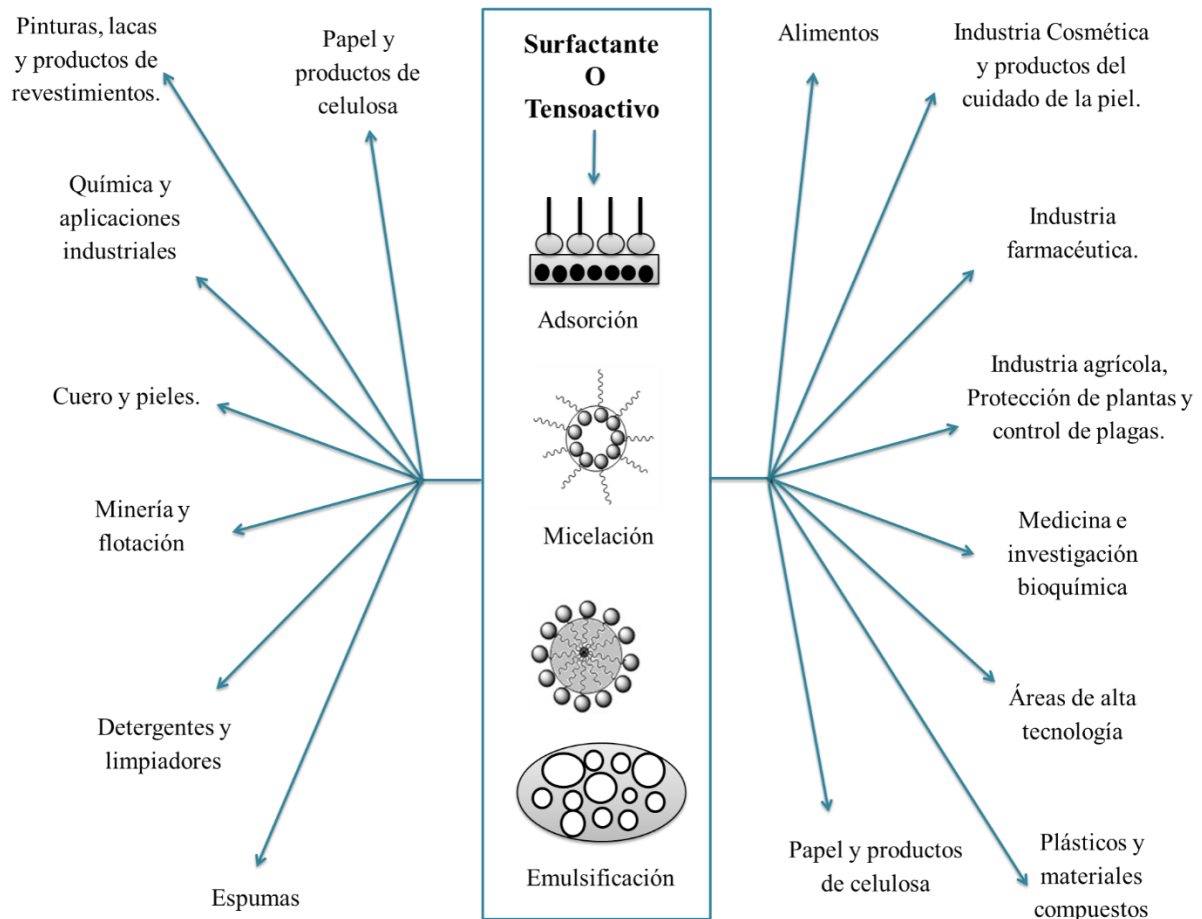 Pinturas, lacas
y productos de
revestimientos.
Papel y
productos de
celulosa
Química y
aplicaciones
industriales
Cuero y pieles.
Minería y
flotación
Detergentes y
limpiadores
Espumas
Surfactante
O
Tensoactivo
Adsorción
Micelación
Emulsificación
Alimentos
Industria Cosmética
y productos del
cuidado de la piel.
Industria
farmacéutica.
Industria agrícola,
Protección de plantas y
control de plagas.
Medicina e
investigación
bioquímica
Áreas de alta
tecnología
Papel y productos
de celulosa
Plásticos y
materiales
compuestos